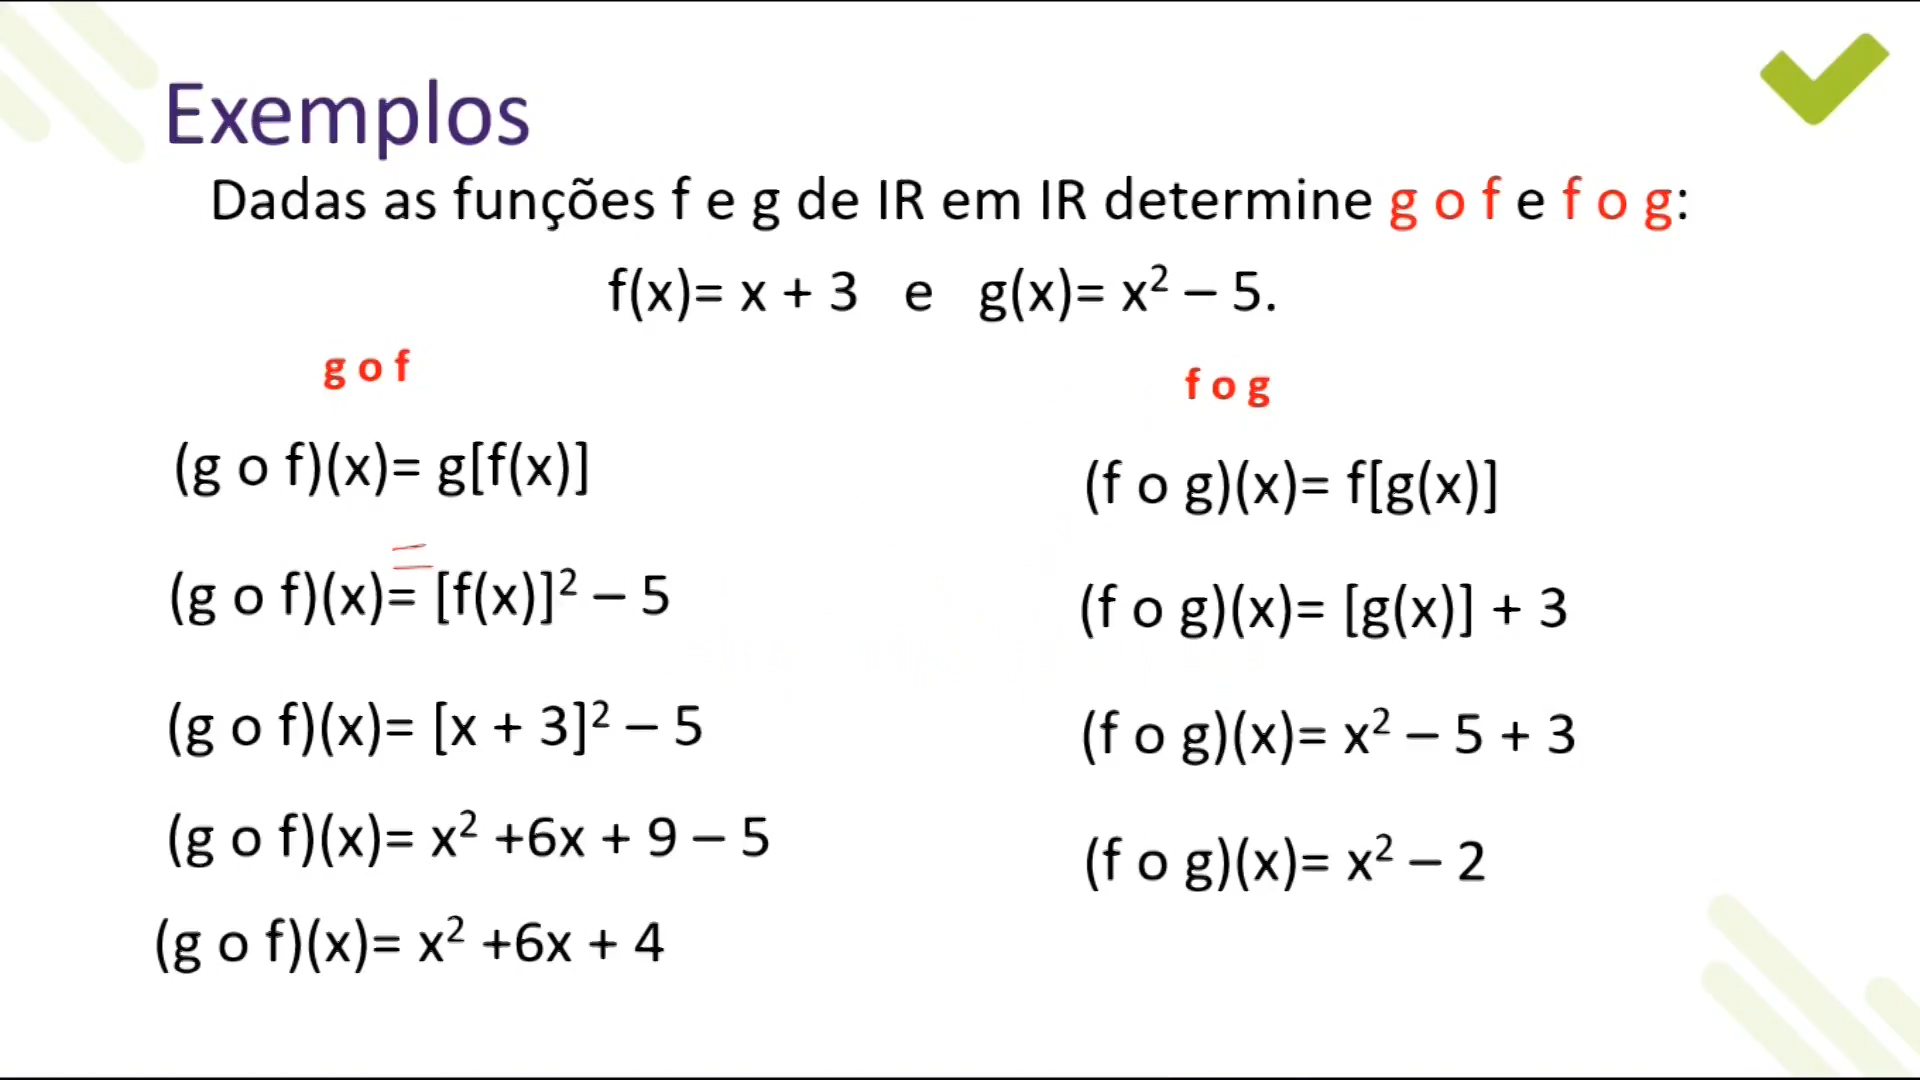 Exemplos
Dadas as funções f e g de IR em IR determine g o f e f o g:
f(x)= x + 3 e g(x)= x² – 5.
g o f
(g o f)(x)= g[f(x)]
(g o f)(x)= [f(x)]² – 5
(g o f)(x)= [x + 3]² – 5
(g o f)(x)= x² +6x + 9 – 5
(g o f)(x)= x² +6x + 4
f o g
(f o g)(x)= f[g(x)]
(f o g)(x)= [g(x)] + 3
(f o g)(x)= x² – 5 + 3
(f o g)(x)= x² – 2